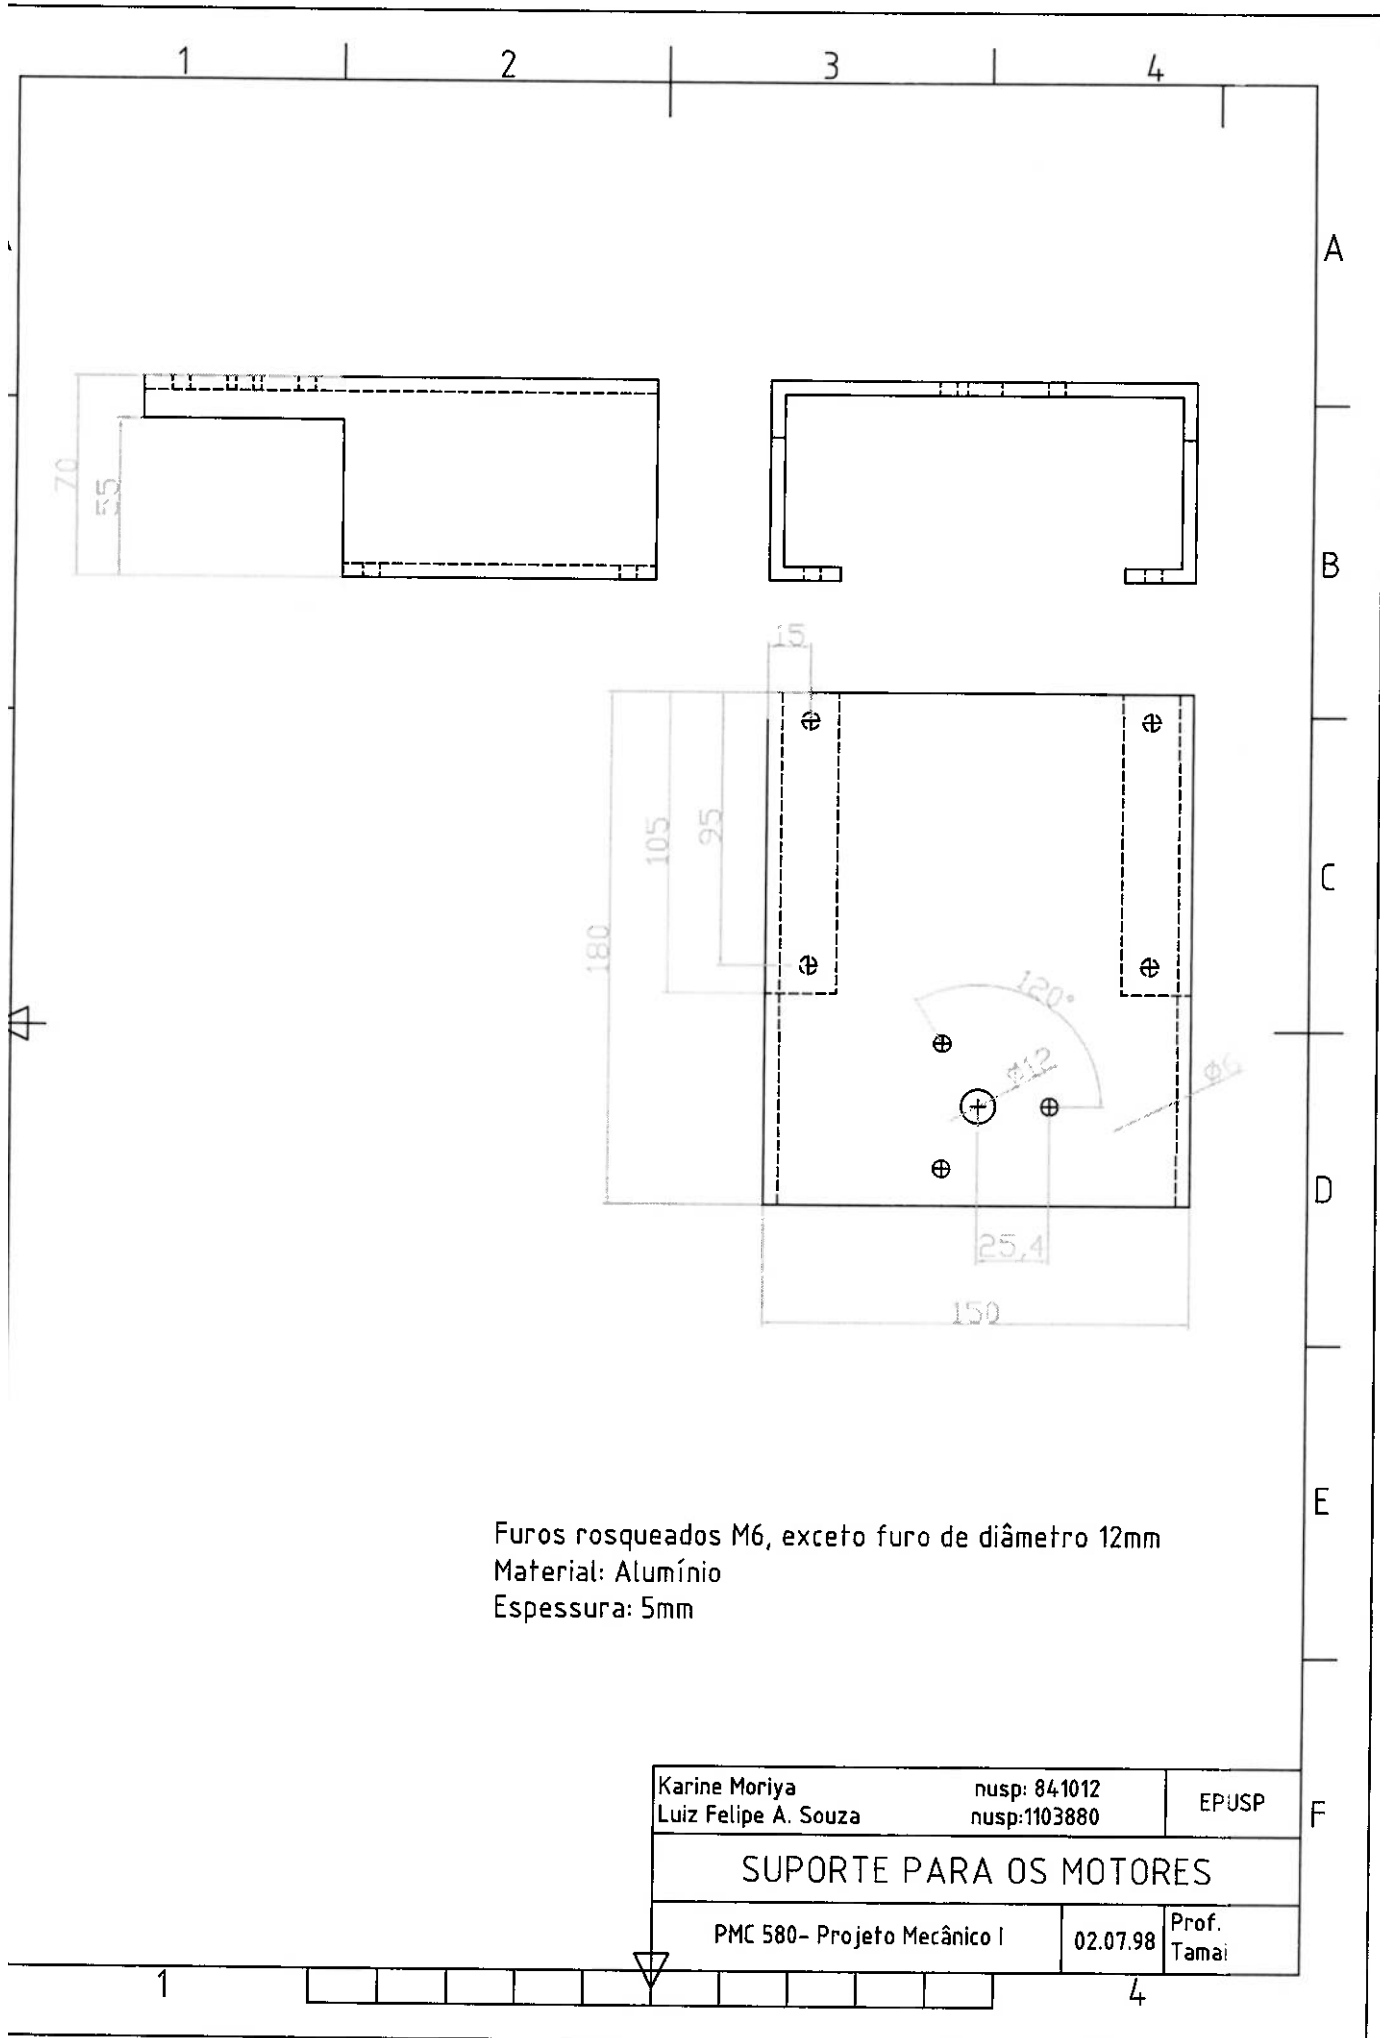 1 2 3 4
A
70
55
B
15
105
95
180
C
120°
ø12
ø6
D
25,4
150
E
Furos rosqueados M6, exceto furo de diâmetro 12mm
Material: Alumínio
Espessura: 5mm
Karine Moriya nusp: 841012
Luiz Felipe A. Souza nusp:1103880
EPUSP
F
SUPORTE PARA OS MOTORES
PMC 580- Projeto Mecânico I
02.07.98
Prof.
Tamai
1 4